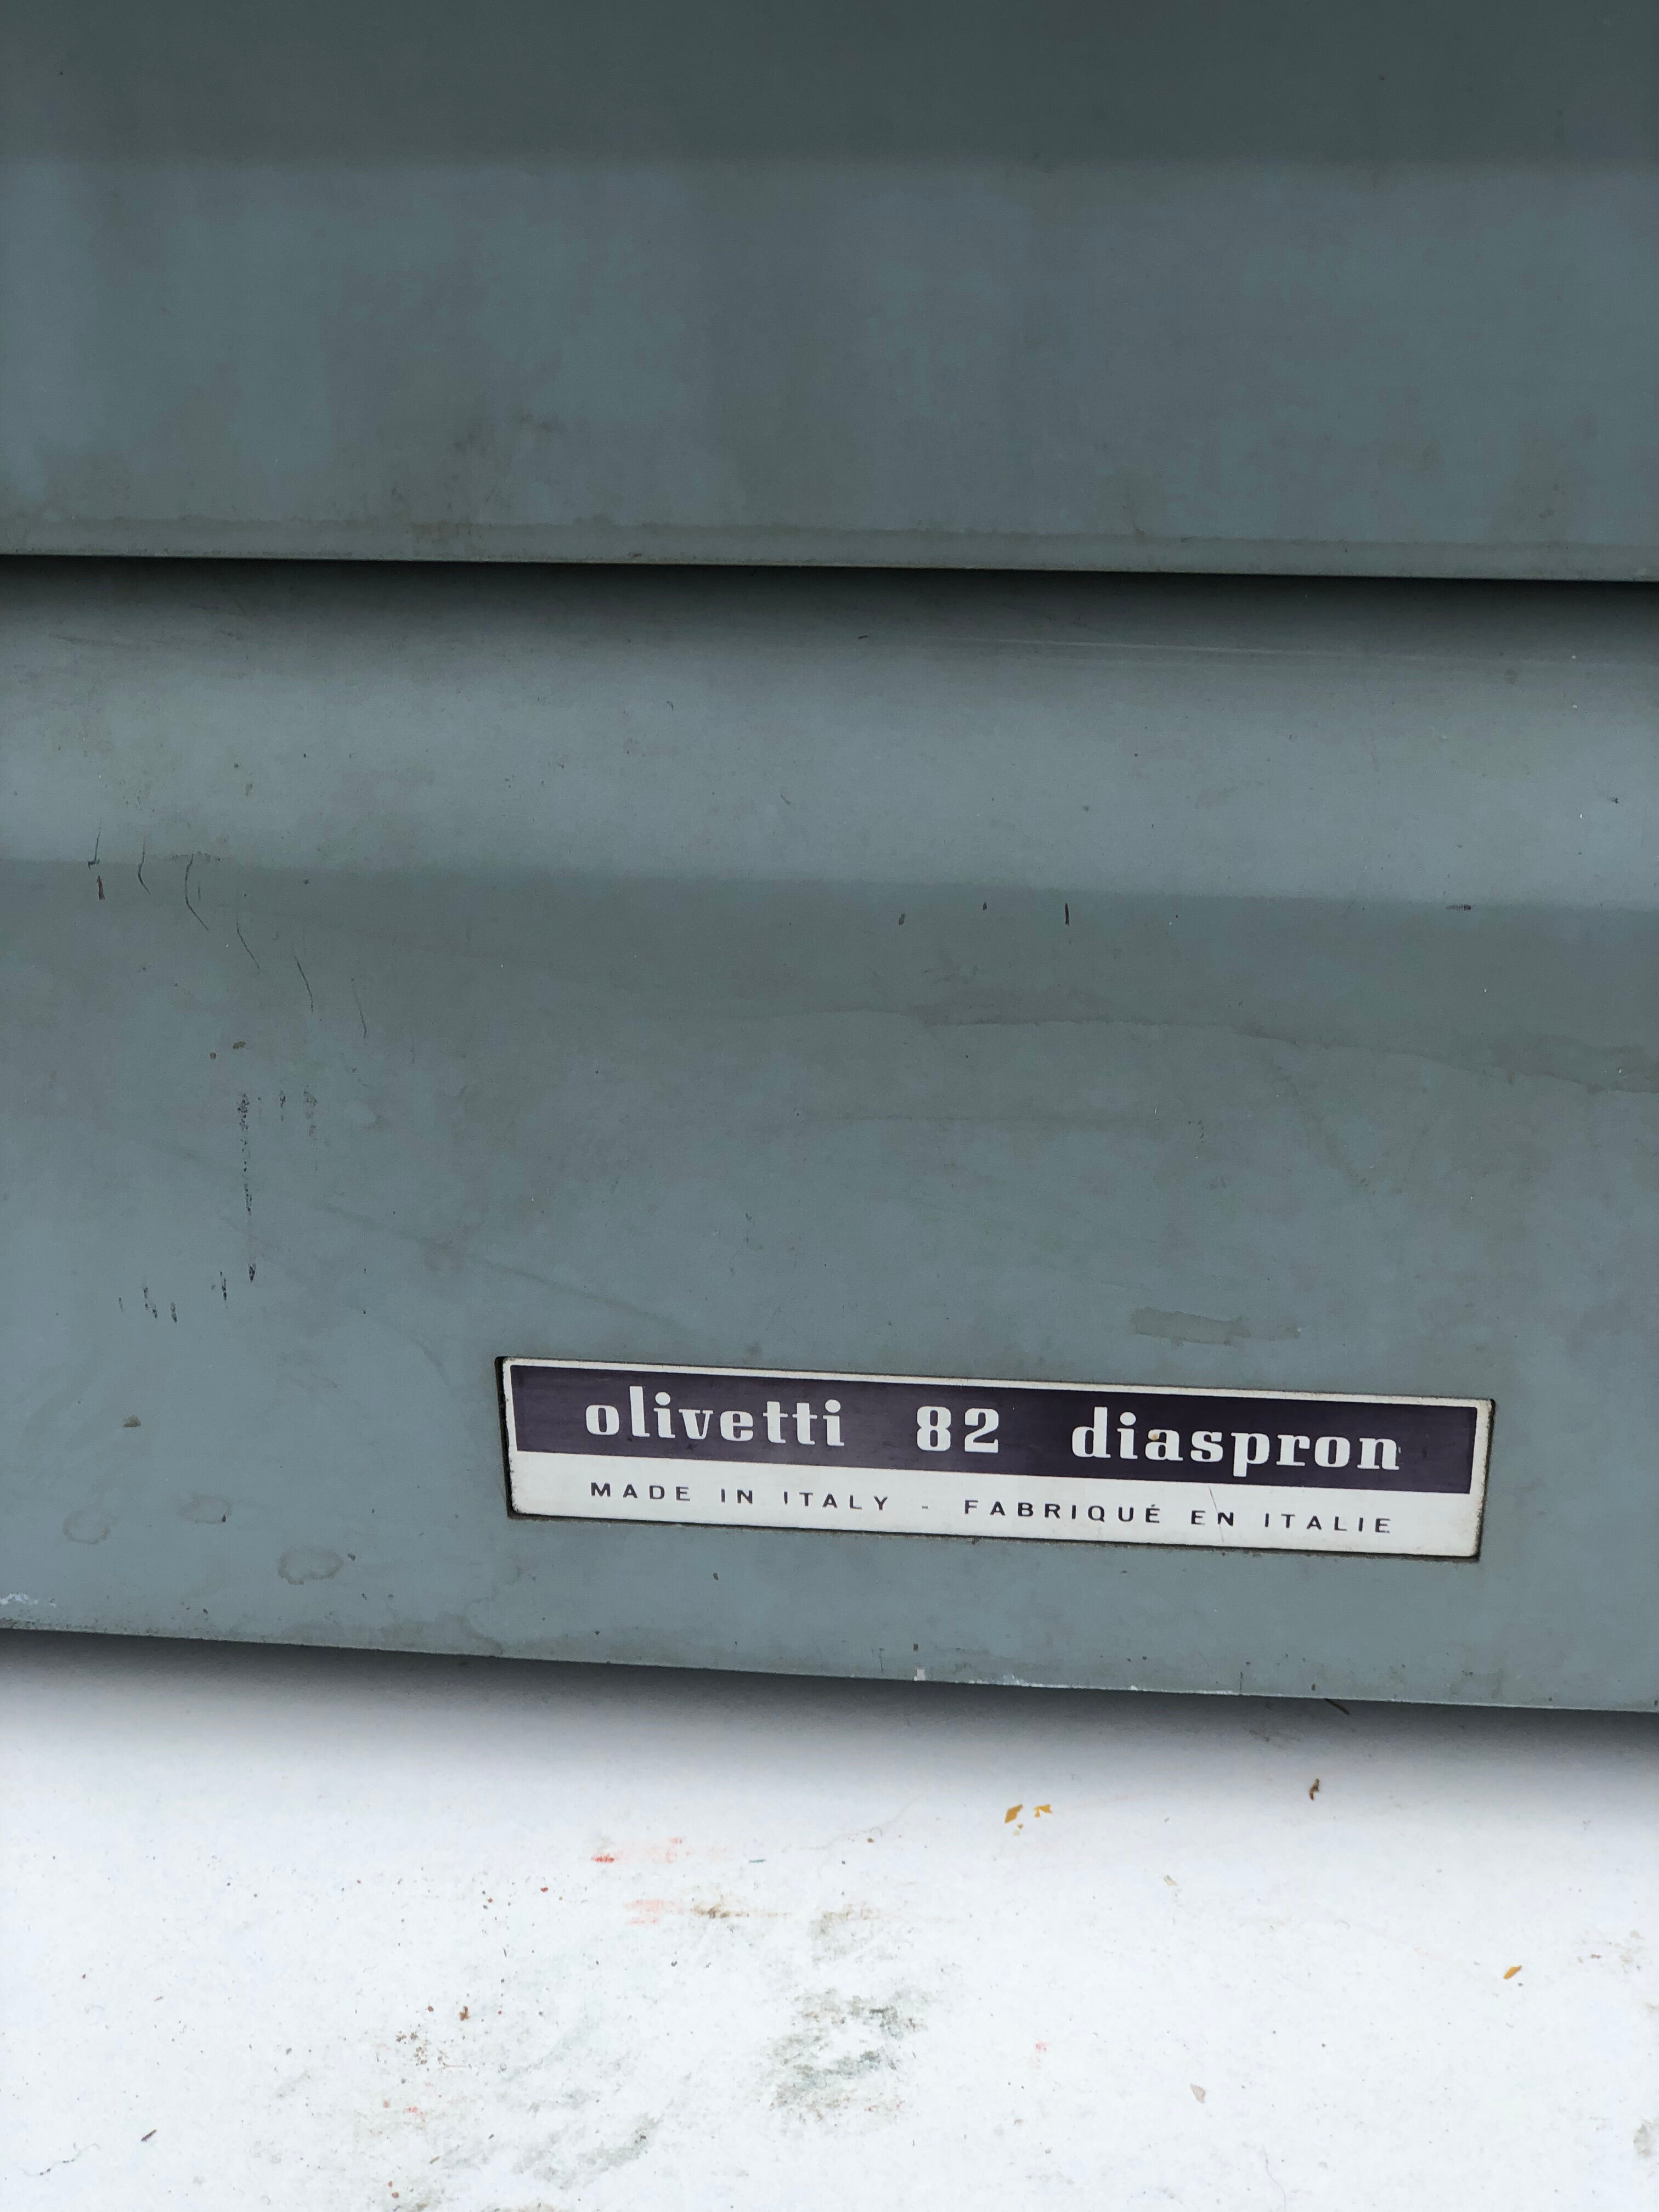 olivetti 82 diaspron
MADE IN ITALY - FABRIQUÉ EN ITALIE